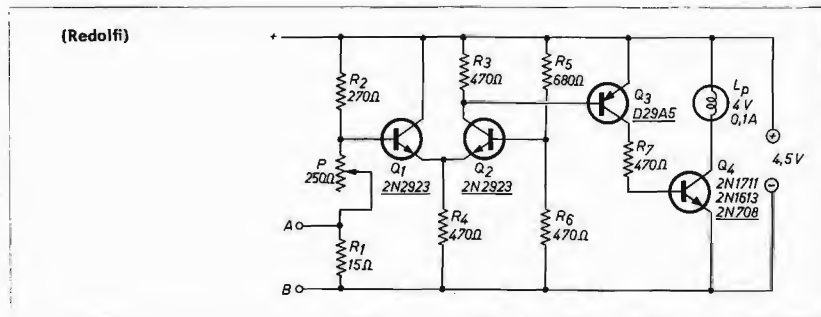 (Redolfi)
+
R2
270Ω
P
250Ω
A
R1
15Ω
B
Q1
2N2923
R3
470Ω
Q2
2N2923
R4
470Ω
R5
680Ω
R6
470Ω
Q3
D29A5
R7
470Ω
Lp
4V
0,1A
Q4
2N1711
2N1613
2N708
+
4,5V
−